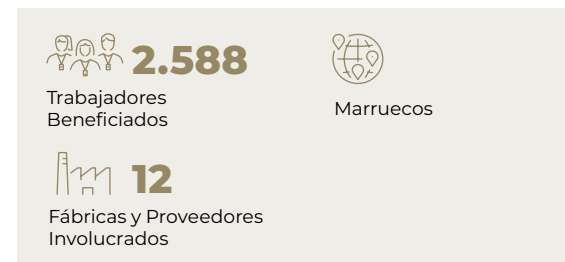 2.588
Trabajadores
Beneficiados
Marruecos
12
Fábricas y Proveedores
Involucrados